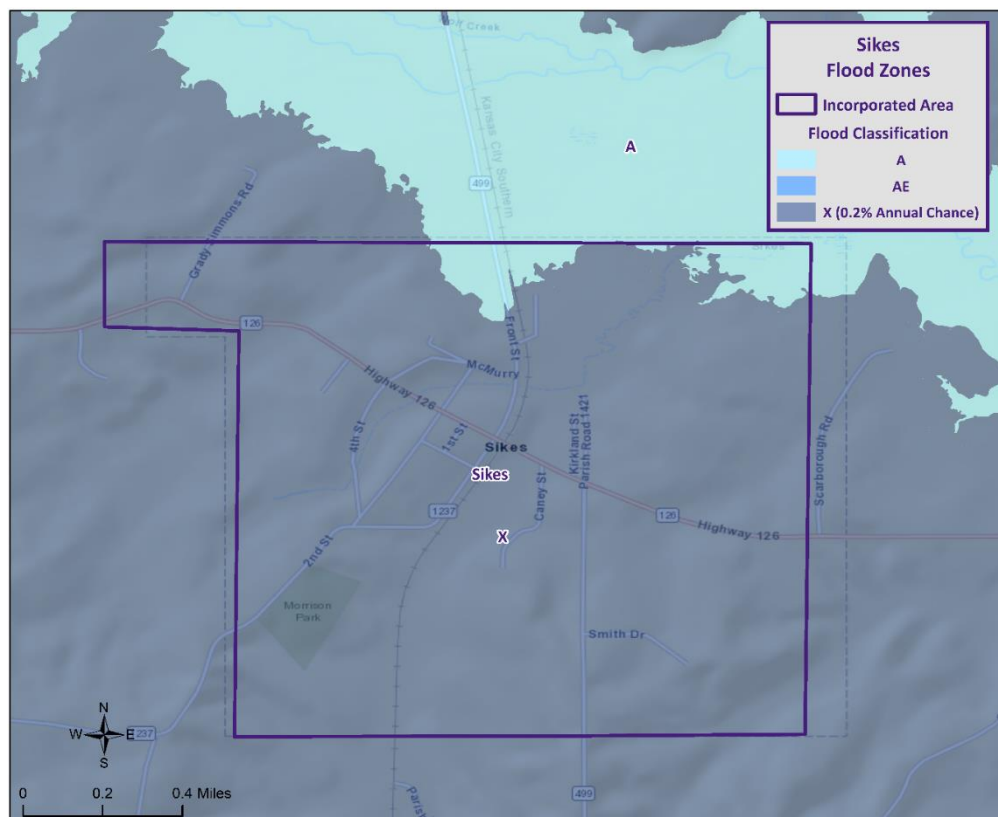 Wolf Creek
Sikes
Flood Zones
Incorporated Area
Flood Classification
A
AE
X (0.2% Annual Chance)
A
Kansas City Southern
499
Grady Simmons Rd
Sikes
126
Front St
McMurry
Highway 126
4th St
1st St
Sikes
Sikes
Kirkland St
Parish Road 1421
Scarborough Rd
Caney St
1237
126
Highway 126
X
2nd St
Morrison
Park
Smith Dr
N
W E
S
237
0 0.2 0.4 Miles
Parish
499